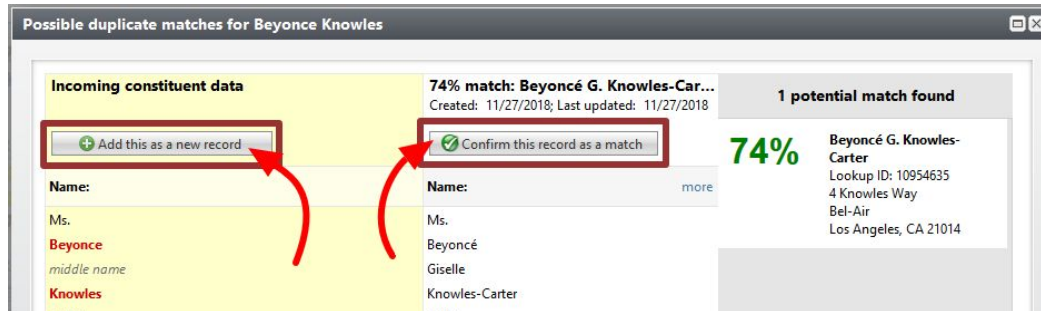 Possible duplicate matches for Beyonce Knowles
Incoming constituent data
Add this as a new record
Name:
Ms.
Beyonce
middle name
Knowles
74% match: Beyoncé G. Knowles-Car...
Created: 11/27/2018; Last updated: 11/27/2018
Confirm this record as a match
Name: more
Ms.
Beyoncé
Giselle
Knowles-Carter
1 potential match found
74%
Beyoncé G. Knowles-
Carter
Lookup ID: 10954635
4 Knowles Way
Bel-Air
Los Angeles, CA 21014